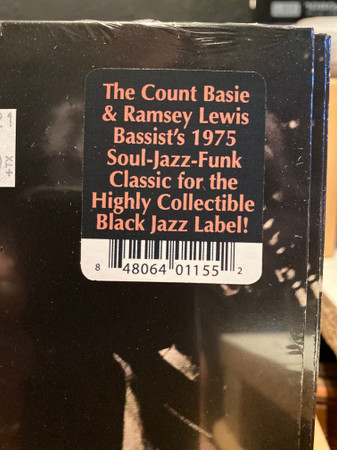 The Count Basie
& Ramsey Lewis
Bassist's 1975
Soul-Jazz-Funk
Classic for the
Highly Collectible
Black Jazz Label!
8 48064 01155 2
+TX